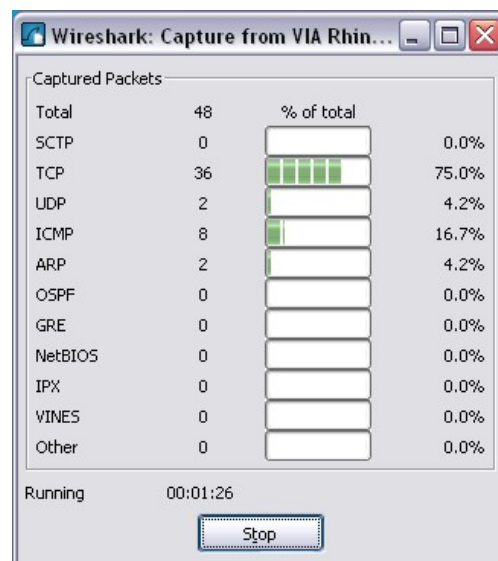 Wireshark: Capture from VIA Rhin...
Captured Packets
Total 48 % of total
SCTP 0 0.0%
TCP 36 75.0%
UDP 2 4.2%
ICMP 8 16.7%
ARP 2 4.2%
OSPF 0 0.0%
GRE 0 0.0%
NetBIOS 0 0.0%
IPX 0 0.0%
VINES 0 0.0%
Other 0 0.0%
Running 00:01:26
Stop